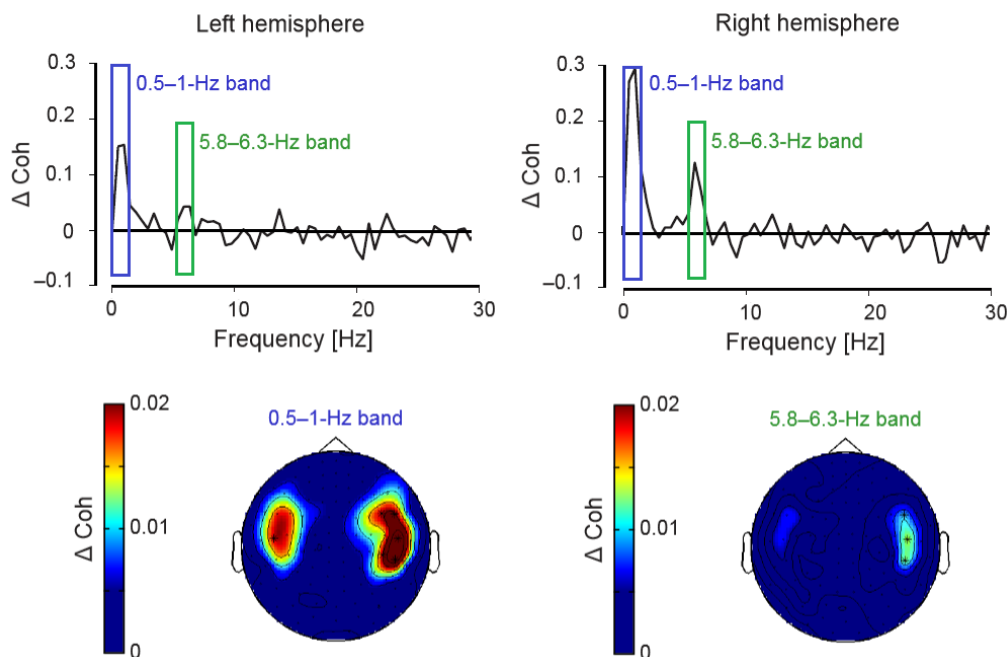 Left hemisphere
0.3
0.2
0.1
0
–0.1
Δ Coh
0.5–1-Hz band
5.8–6.3-Hz band
0
10
20
30
Frequency [Hz]
Right hemisphere
0.3
0.2
0.1
0
–0.1
Δ Coh
0.5–1-Hz band
5.8–6.3-Hz band
0
10
20
30
Frequency [Hz]
0.02
0.01
0
Δ Coh
0.5–1-Hz band
0.02
0.01
0
Δ Coh
5.8–6.3-Hz band